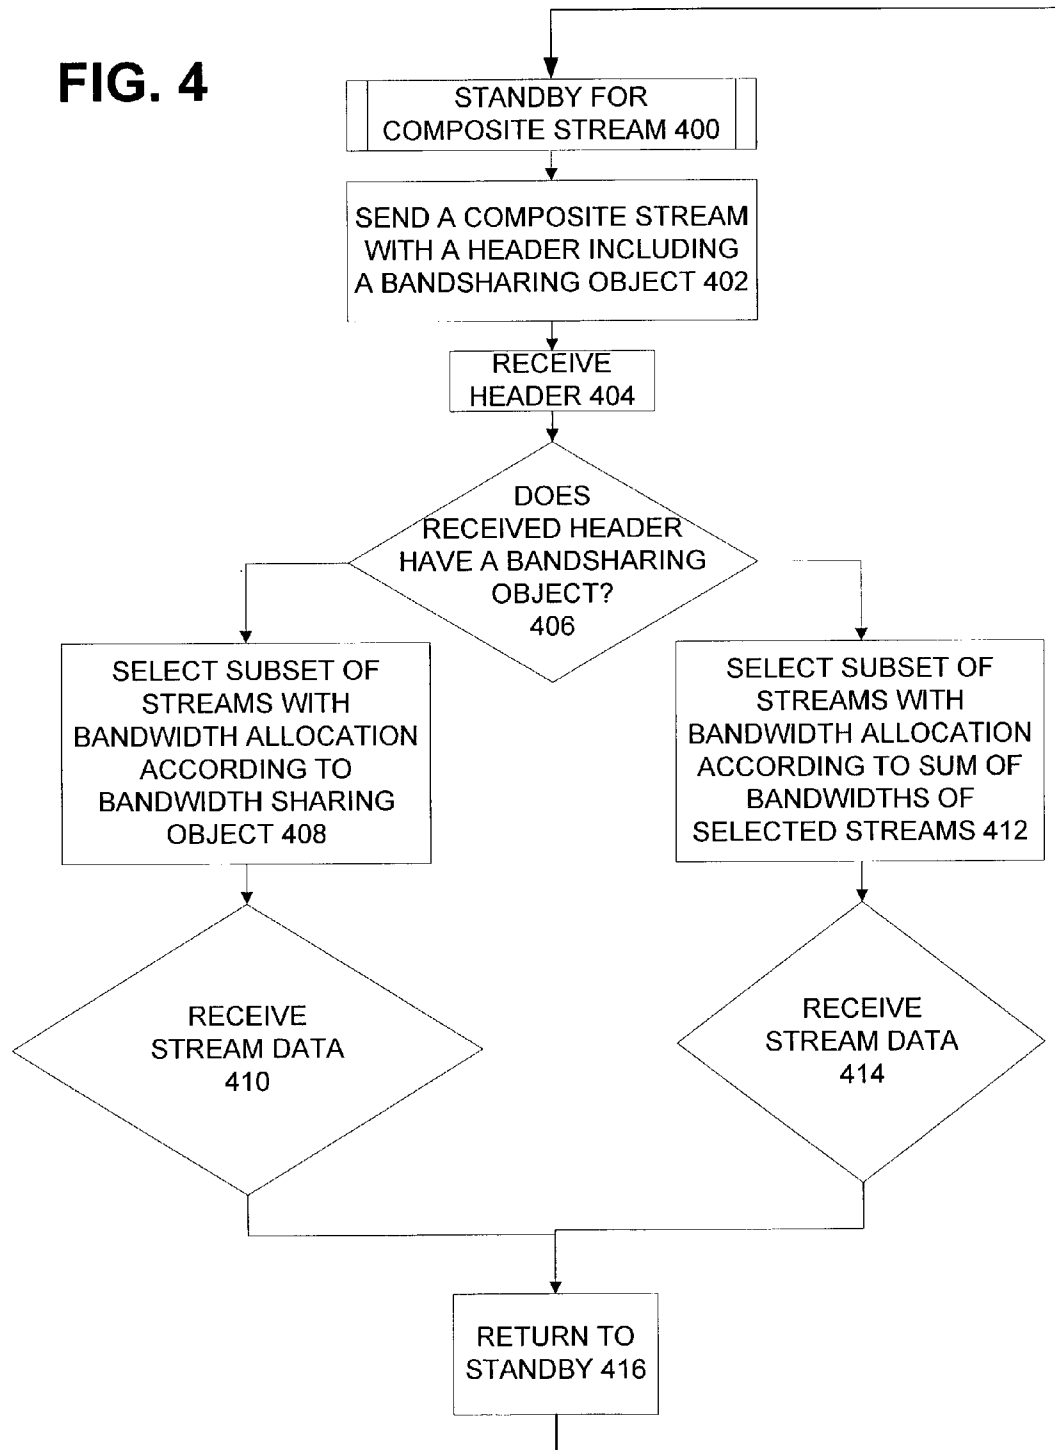 FIG. 4
STANDBY FOR
COMPOSITE STREAM 400
SEND A COMPOSITE STREAM
WITH A HEADER INCLUDING
A BANDSHARING OBJECT 402
RECEIVE
HEADER 404
DOES
RECEIVED HEADER
HAVE A BANDSHARING
OBJECT?
406
SELECT SUBSET OF
STREAMS WITH
BANDWIDTH ALLOCATION
ACCORDING TO
BANDWIDTH SHARING
OBJECT 408
SELECT SUBSET OF
STREAMS WITH
BANDWIDTH ALLOCATION
ACCORDING TO SUM OF
BANDWIDTHS OF
SELECTED STREAMS 412
RECEIVE
STREAM DATA
410
RECEIVE
STREAM DATA
414
RETURN TO
STANDBY 416